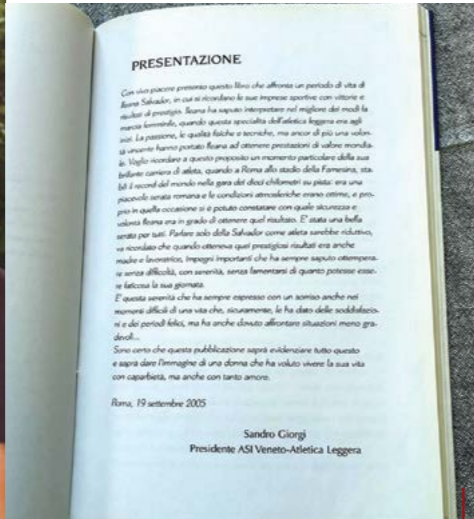 PRESENTAZIONE
Con vivo piacere presento questo libro che affronta un periodo di vita di
Ileana Salvador, in cui si ricordano le sue imprese sportive con vittorie e
risultati di prestigio. Ileana ha saputo interpretare nel migliore dei modi la
marcia femminile, quando questa specialità dell'atletica leggera era agli
inizi. La passione, le qualità fisiche e tecniche, ma ancor di più una volon-
tà vincente hanno portato Ileana ad ottenere prestazioni di valore mondia-
le. Voglio ricordare a questo proposito un momento particolare della sua
brillante carriera di atleta, quando a Roma allo stadio della Farnesina, sta-
bilì il record del mondo nella gara dei dieci chilometri su pista: era una
piacevole serata romana e le condizioni atmosferiche erano ottime, e pro-
prio in quella occasione si è potuto constatare con quale sicurezza e
volontà Ileana era in grado di ottenere quel risultato. E' stata una bella
serata per tutti. Parlare solo della Salvador come atleta sarebbe riduttivo,
va ricordato che quando otteneva quei prestigiosi risultati era anche
madre e lavoratrice, impegni importanti che ha sempre saputo ottempera-
re senza difficoltà, con serenità, senza lamentarsi di quanto potesse esse-
re faticosa la sua giornata.
E' questa serenità che ha sempre espresso con un sorriso anche nei
momenti difficili di una vita che, sicuramente, le ha dato delle soddisfazio-
ni e dei periodi felici, ma ha anche dovuto affrontare situazioni meno gra-
devoli...
Sono certo che questa pubblicazione saprà evidenziare tutto questo
e saprà dare l'immagine di una donna che ha voluto vivere la sua vita
con caparbietà, ma anche con tanto amore.
Roma, 19 settembre 2005
Sandro Giorgi
Presidente ASI Veneto-Atletica Leggera